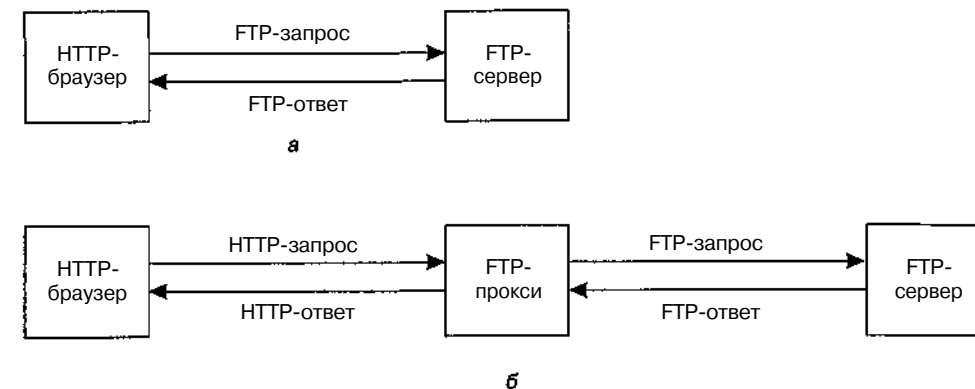 HTTP-
браузер
FTP-запрос
FTP-ответ
FTP-
сервер
а
HTTP-
браузер
HTTP-запрос
HTTP-ответ
FTP-
прокси
FTP-запрос
FTP-ответ
FTP-
сервер
б